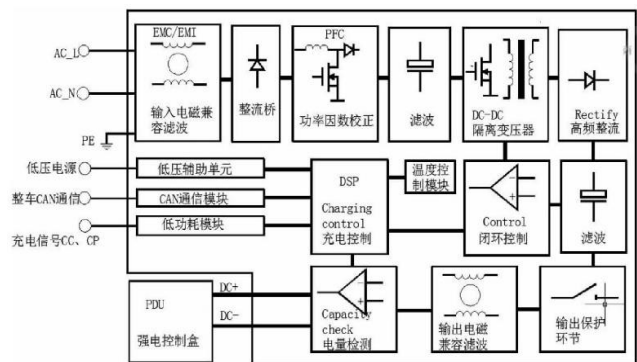 EMC/EMI
PFC
AC_L
AC_N
PE
输入电磁兼
容滤波
整流桥
功率因数校正
滤波
DC-DC
隔离变压器
Rectify
高频整流
低压电源
低压辅助单元
整车CAN通信
CAN通信模块
充电信号CC、CP
低功耗模块
DSP
Charging
control
充电控制
温度控
制模块
Control
闭环控制
滤波
PDU
强电控制盒
DC+
DC-
Capacity
check
电量检测
输出电磁
兼容滤波
输出保护
环节